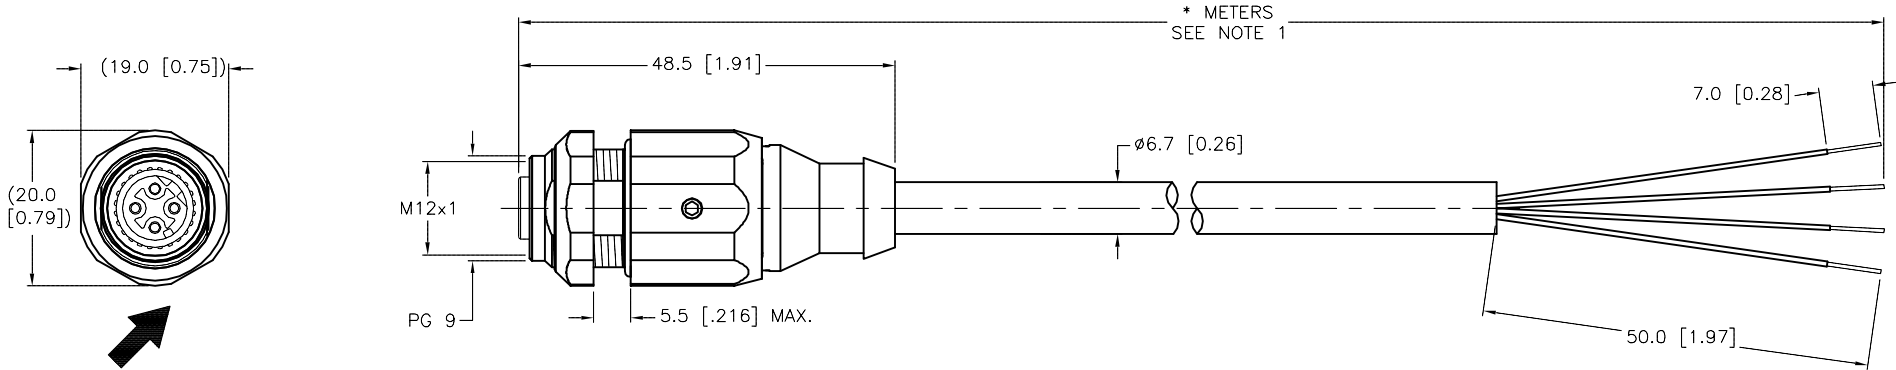 * METERS
SEE NOTE 1
(19.0 [0.75])
48.5 [1.91]
7.0 [0.28]
ø6.7 [0.26]
(20.0
[0.79])
M12x1
PG 9
5.5 [.216] MAX.
50.0 [1.97]